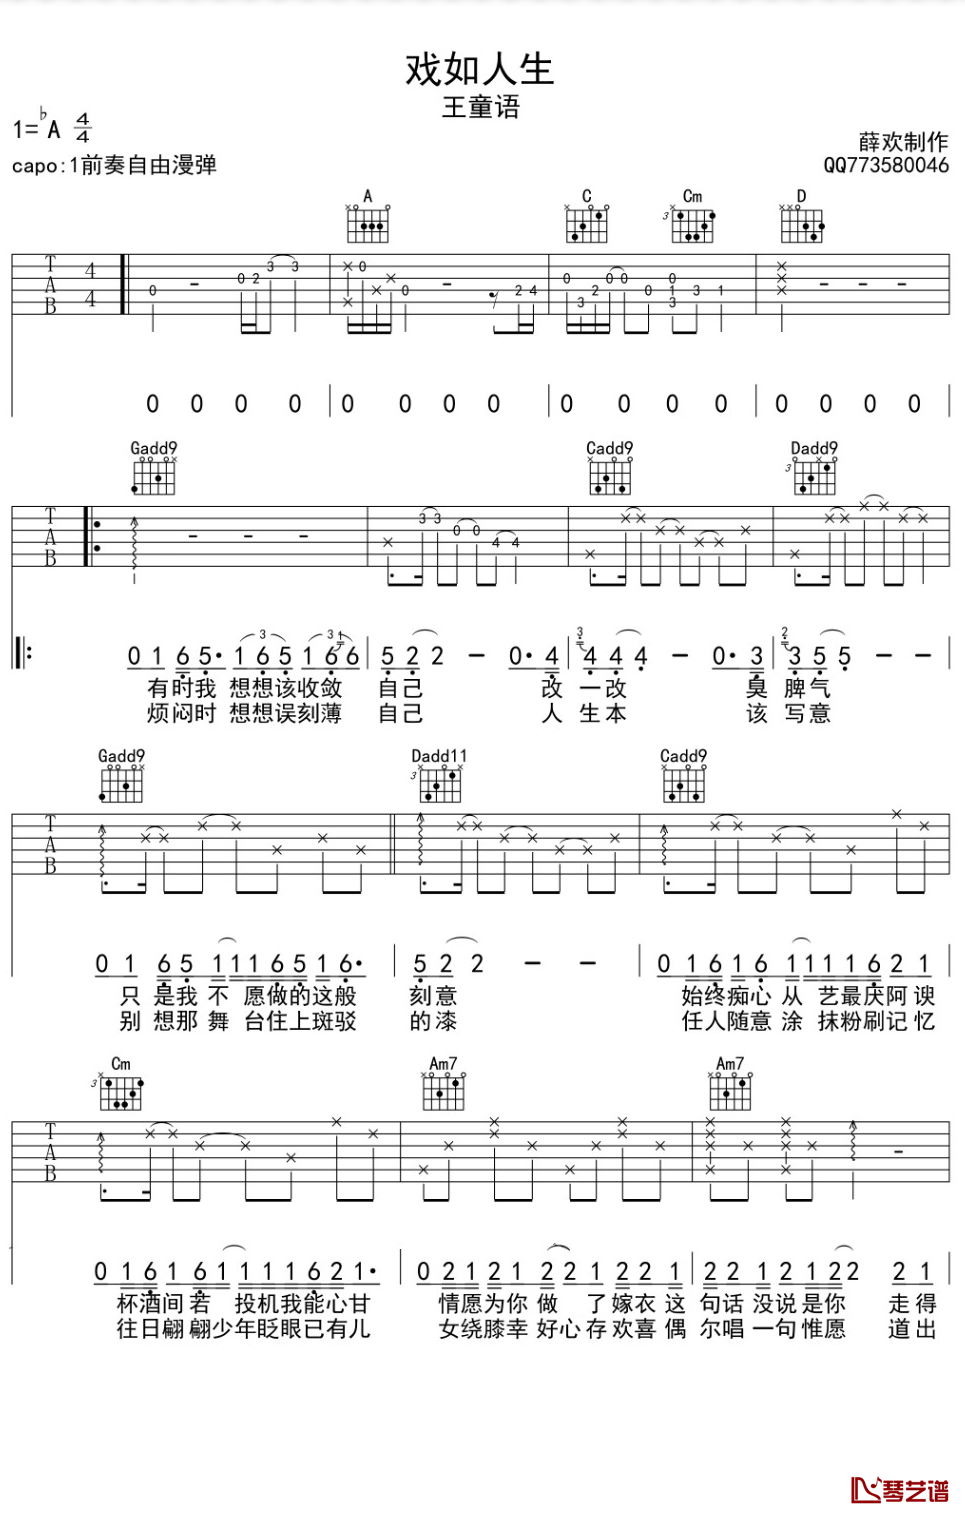 戏如人生
王童语
1=♭A 4/4
薛欢制作
capo:1前奏自由漫弹
QQ773580046
A C Cm D
T A B 4 4
0 0 0 0 0 0 0 0 0 0 0 0 0 0 0 0
Gadd9 Cadd9 Dadd9
T A B
0 1 6 5· 1 6 5 1 6 6 5 2 2 - 0· 4 4 4 4 - 0· 3 3 5 5 - -
有时我 想想该收敛 自己 改 一改 臭 脾气
烦闷时 想想误刻薄 自己 人 生本 该 写意
Gadd9 Dadd11 Cadd9
T A B
0 1 6 5 1 1 1 6 5 1 6· 5 2 2 - - 0 1 6 1 6 1 1 1 1 6 2 1
只 是我 不 愿做的这般 刻意 始终痴心 从 艺最厌阿谀
别 想那 舞 台住上斑驳 的漆 任人随意 涂 抹粉刷记忆
Cm Am7 Am7
T A B
0 1 6 1 6 1 1 1 1 6 2 1· 0 2 1 2 1 2 2 1 2 2 1 2 2 1 2 1 2 2 2 1
杯酒间 若 投机我能心甘 情愿为你 做 了嫁衣 这 句话 没说是你 走得
往日翩 翩少年眨眼已有儿 女绕膝幸 好心存 欢喜 偶 尔唱 一句惟愿 道出
琴艺谱